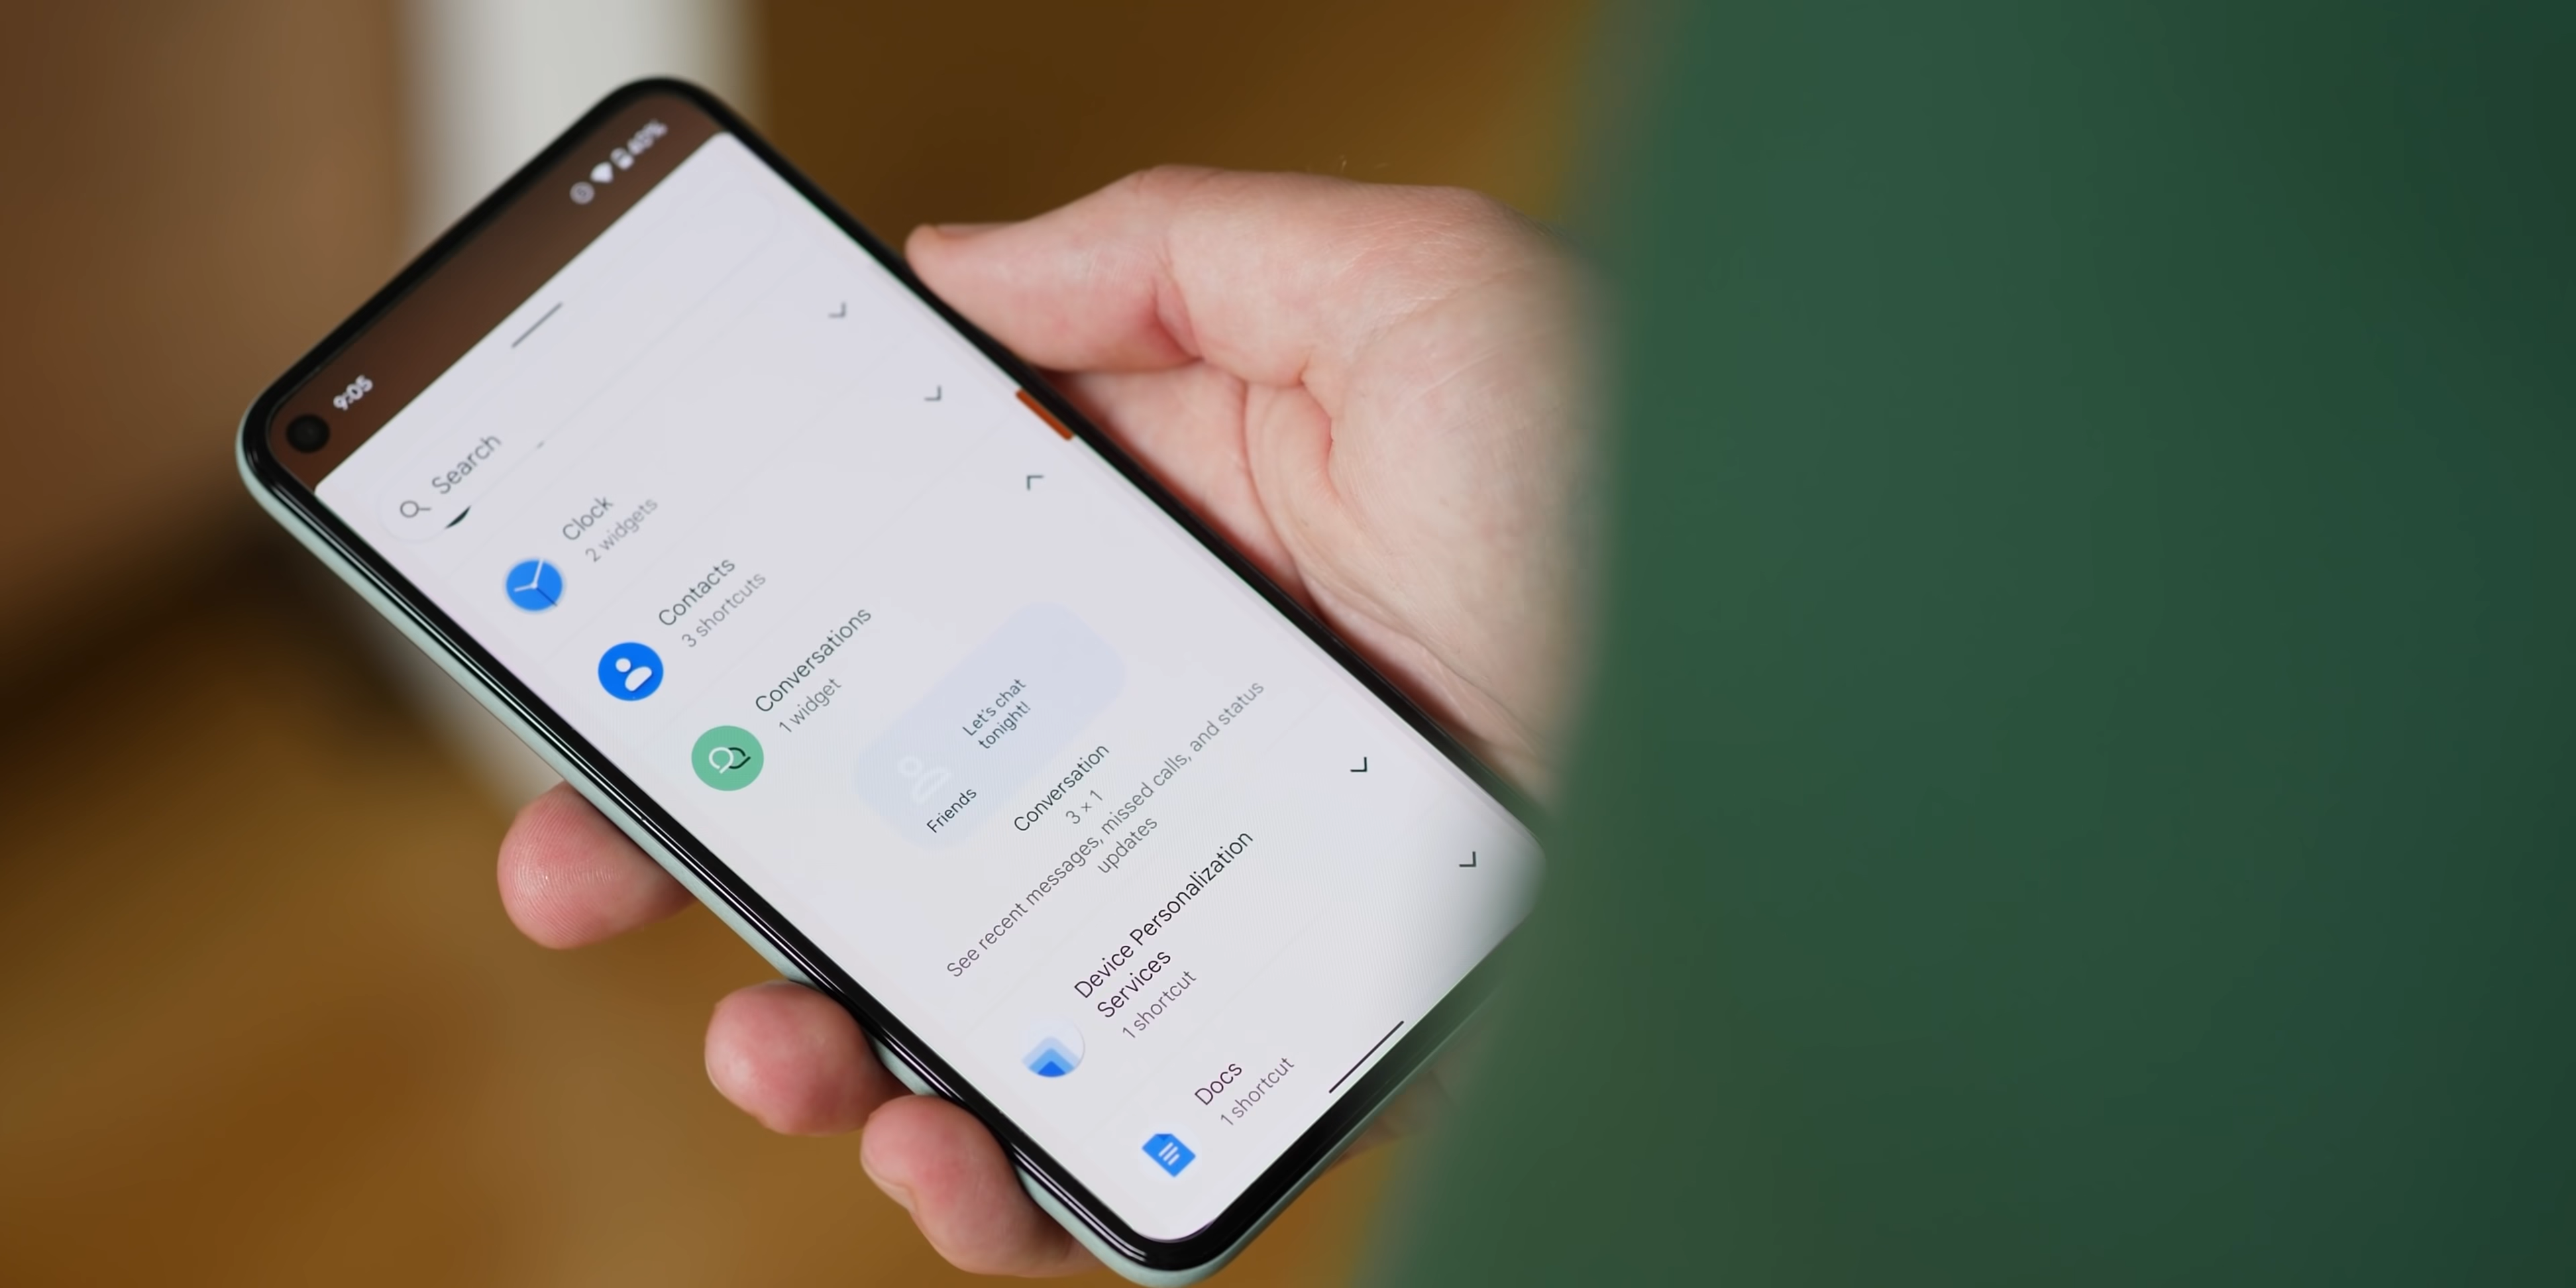 9:05
Search
Clock
2 widgets
Contacts
3 shortcuts
Conversations
1 widget
Let's chat
tonight!
Friends
Conversation
3 × 1
See recent messages, missed calls, and status
updates
Device Personalization
Services
1 shortcut
Docs
1 shortcut